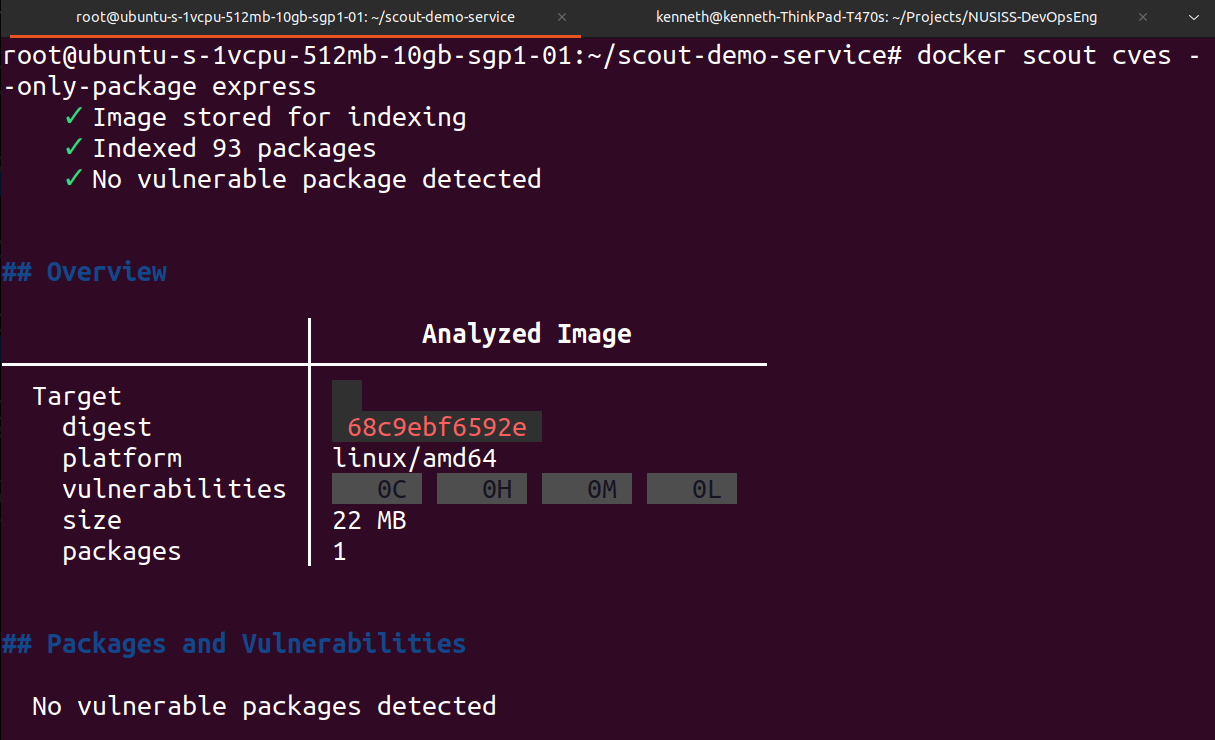 root@ubuntu-s-1vcpu-512mb-10gb-sgp1-01: ~/scout-demo-service × kenneth@kenneth-ThinkPad-T470s: ~/Projects/NUSISS-DevOpsEng ×
root@ubuntu-s-1vcpu-512mb-10gb-sgp1-01:~/scout-demo-service# docker scout cves -
-only-package express
✓ Image stored for indexing
✓ Indexed 93 packages
✓ No vulnerable package detected
## Overview
Analyzed Image
Target
digest 68c9ebf6592e
platform linux/amd64
vulnerabilities 0C 0H 0M 0L
size 22 MB
packages 1
## Packages and Vulnerabilities
No vulnerable packages detected